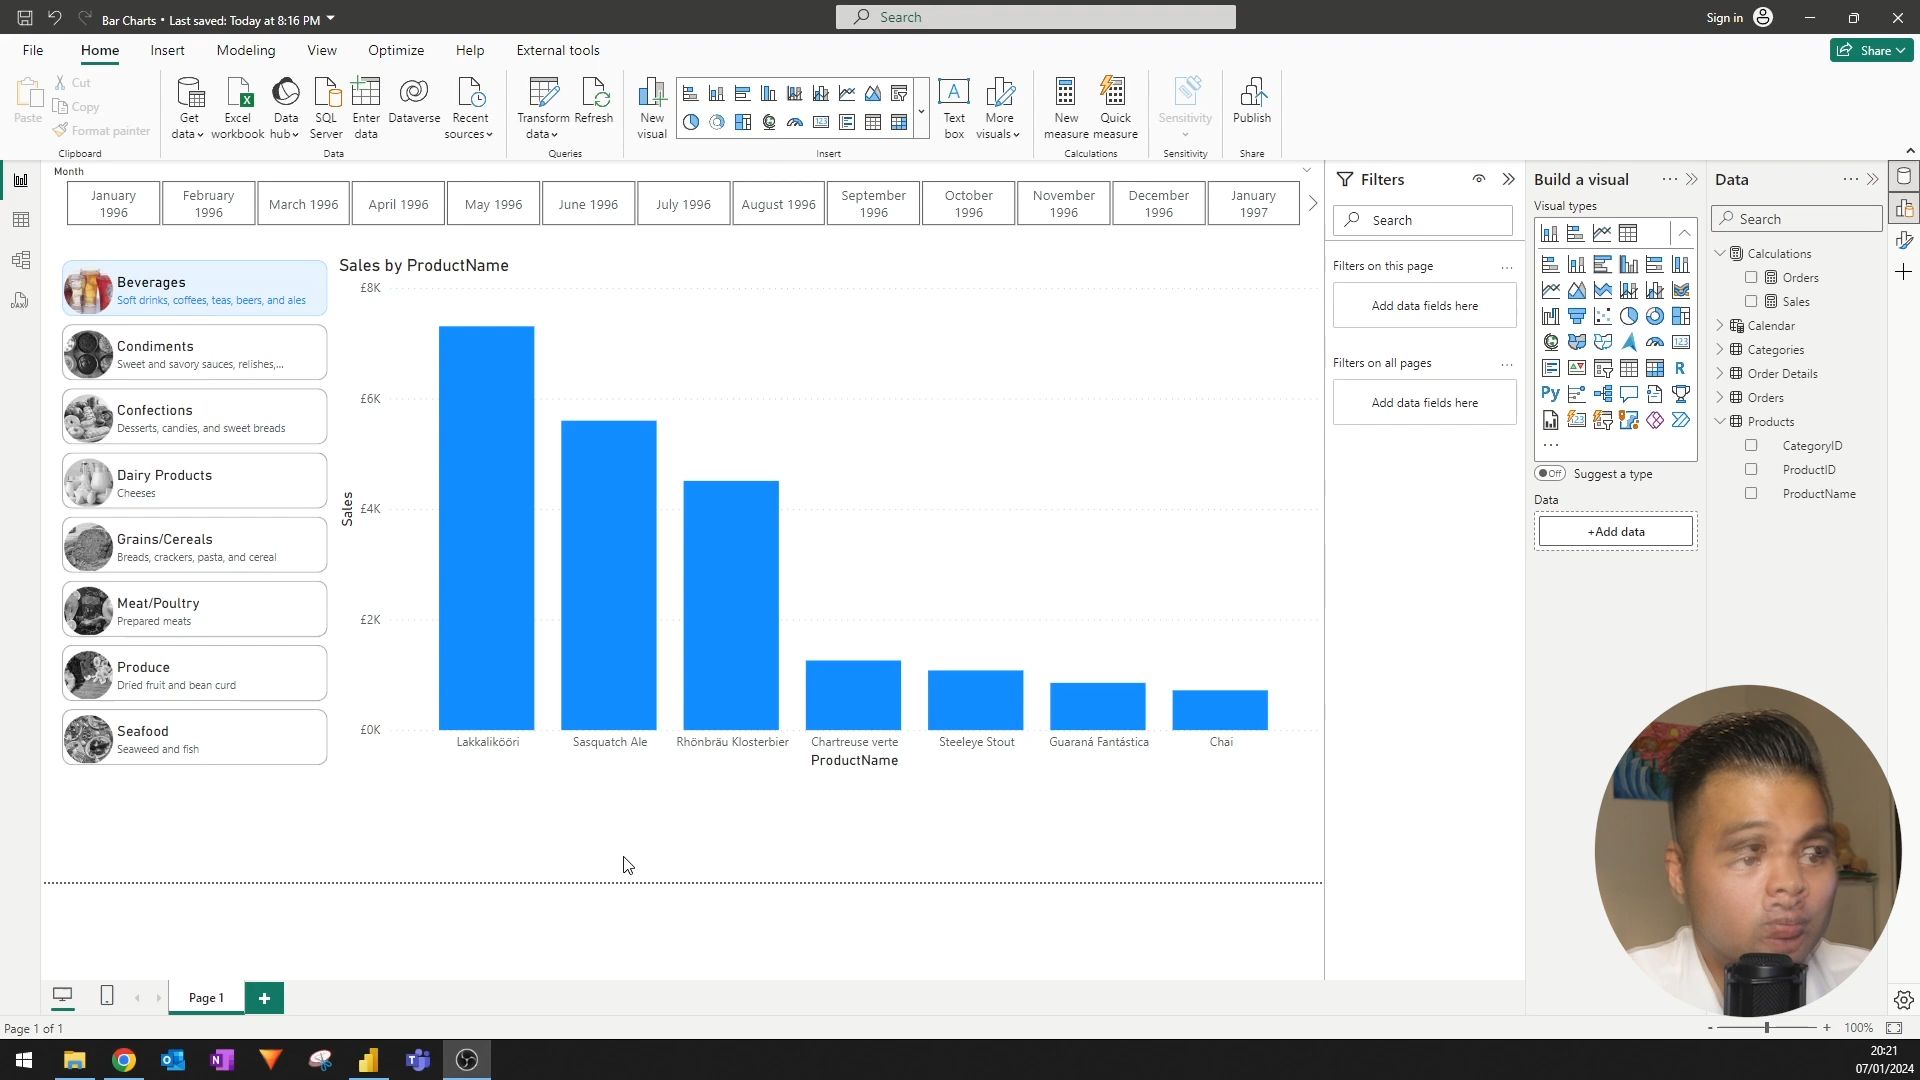 Bar Charts • Last saved: Today at 8:16 PM
Search
Sign in
File
Home
Insert
Modeling
View
Optimize
Help
External tools
Share
Paste
Cut
Copy
Format painter
Clipboard
Get data
Excel workbook
Data hub
SQL Server
Enter data
Dataverse
Recent sources
Data
Transform data
Refresh
Queries
New visual
Text box
More visuals
Insert
New measure
Quick measure
Calculations
Sensitivity
Sensitivity
Publish
Share
Month
January 1996
February 1996
March 1996
April 1996
May 1996
June 1996
July 1996
August 1996
September 1996
October 1996
November 1996
December 1996
January 1997
Beverages
Soft drinks, coffees, teas, beers, and ales
Condiments
Sweet and savory sauces, relishes,...
Confections
Desserts, candies, and sweet breads
Dairy Products
Cheeses
Grains/Cereals
Breads, crackers, pasta, and cereal
Meat/Poultry
Prepared meats
Produce
Dried fruit and bean curd
Seafood
Seaweed and fish
Sales by ProductName
£8K
£6K
£4K
£2K
£0K
Sales
Lakkalikööri
Sasquatch Ale
Rhönbräu Klosterbier
Chartreuse verte
Steeleye Stout
Guaraná Fantástica
Chai
ProductName
Filters
Search
Filters on this page
Add data fields here
Filters on all pages
Add data fields here
Build a visual
Visual types
R
Py
Off
Suggest a type
Data
+Add data
Data
Search
Calculations
Orders
Sales
Calendar
Categories
Order Details
Orders
Products
CategoryID
ProductID
ProductName
Page 1
Page 1 of 1
100%
20:21
07/01/2024